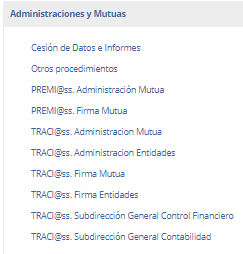 Administraciones y Mutuas
Cesión de Datos e Informes
Otros procedimientos
PREMI@ss. Administración Mutua
PREMI@ss. Firma Mutua
TRACI@ss. Administracion Mutua
TRACI@ss. Administracion Entidades
TRACI@ss. Firma Mutua
TRACI@ss. Firma Entidades
TRACI@ss. Subdirección General Control Financiero
TRACI@ss. Subdirección General Contabilidad